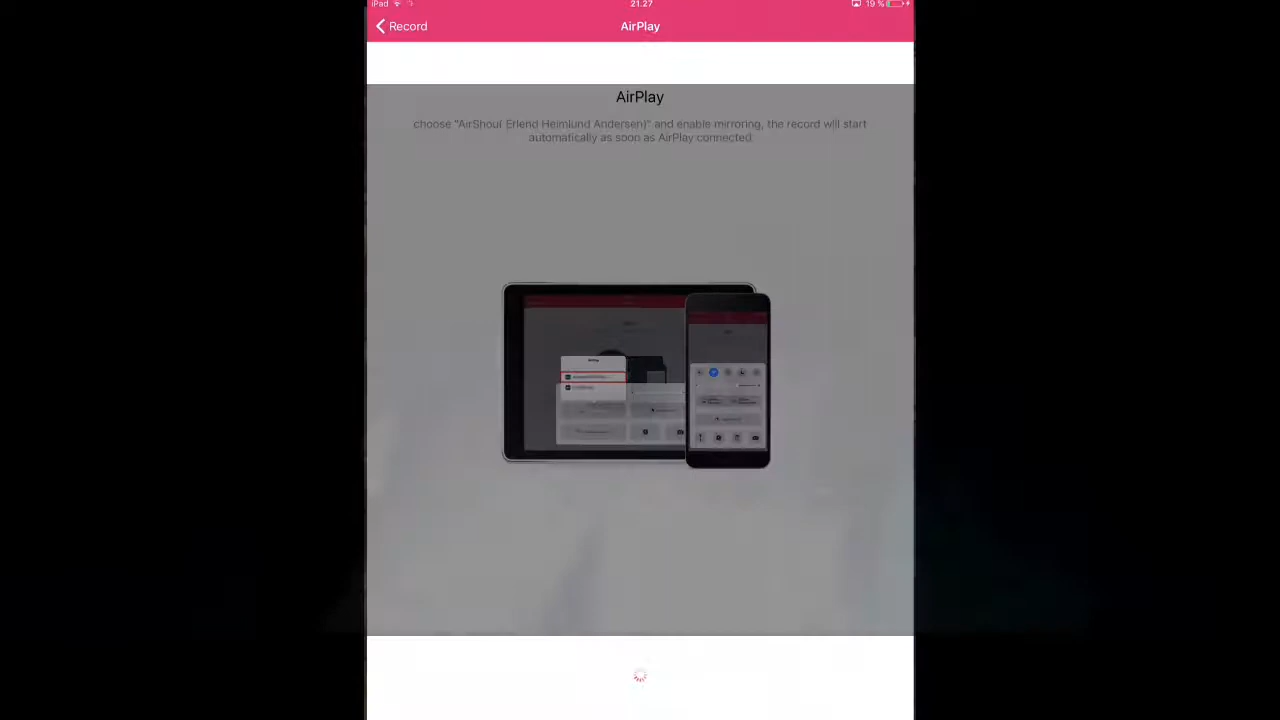 iPad 21.27 19 %
Record AirPlay
AirPlay
choose "AirShou( Erlend Heimlund Andersen)" and enable mirroring, the record will start
automatically as soon as AirPlay connected